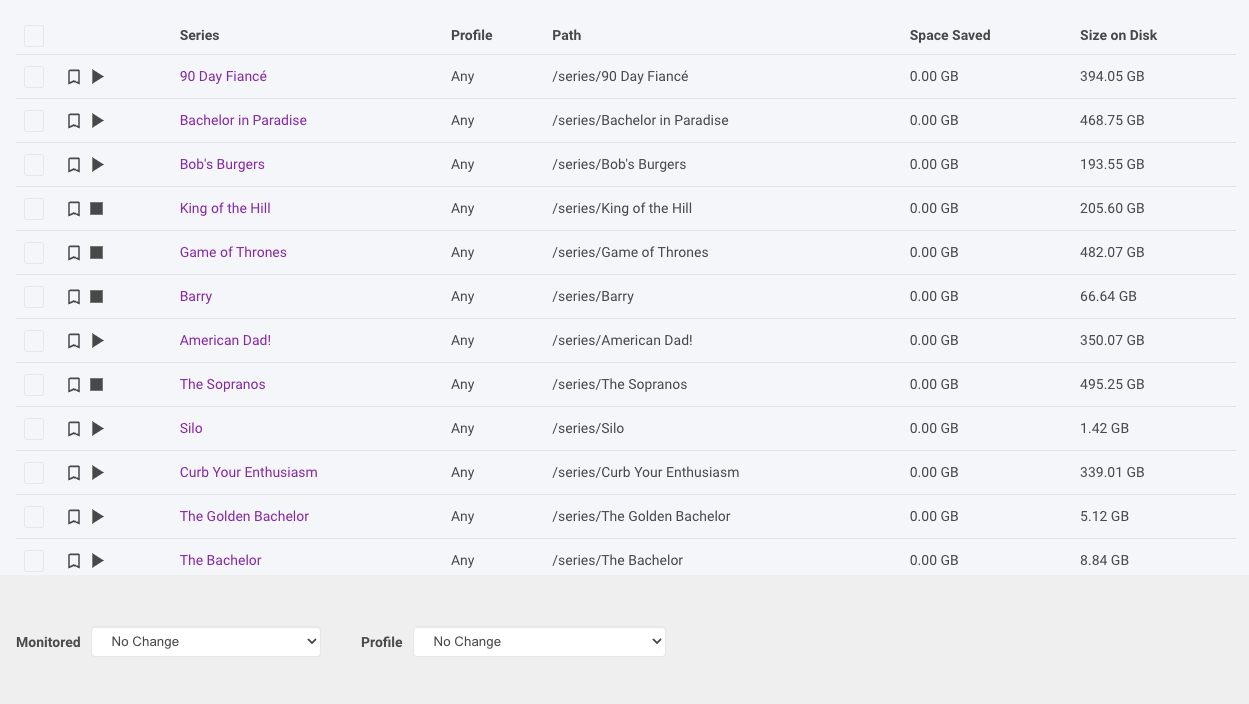 Series Profile Path Space Saved Size on Disk
90 Day Fiancé Any /series/90 Day Fiancé 0.00 GB 394.05 GB
Bachelor in Paradise Any /series/Bachelor in Paradise 0.00 GB 468.75 GB
Bob's Burgers Any /series/Bob's Burgers 0.00 GB 193.55 GB
King of the Hill Any /series/King of the Hill 0.00 GB 205.60 GB
Game of Thrones Any /series/Game of Thrones 0.00 GB 482.07 GB
Barry Any /series/Barry 0.00 GB 66.64 GB
American Dad! Any /series/American Dad! 0.00 GB 350.07 GB
The Sopranos Any /series/The Sopranos 0.00 GB 495.25 GB
Silo Any /series/Silo 0.00 GB 1.42 GB
Curb Your Enthusiasm Any /series/Curb Your Enthusiasm 0.00 GB 339.01 GB
The Golden Bachelor Any /series/The Golden Bachelor 0.00 GB 5.12 GB
The Bachelor Any /series/The Bachelor 0.00 GB 8.84 GB
Monitored No Change Profile No Change